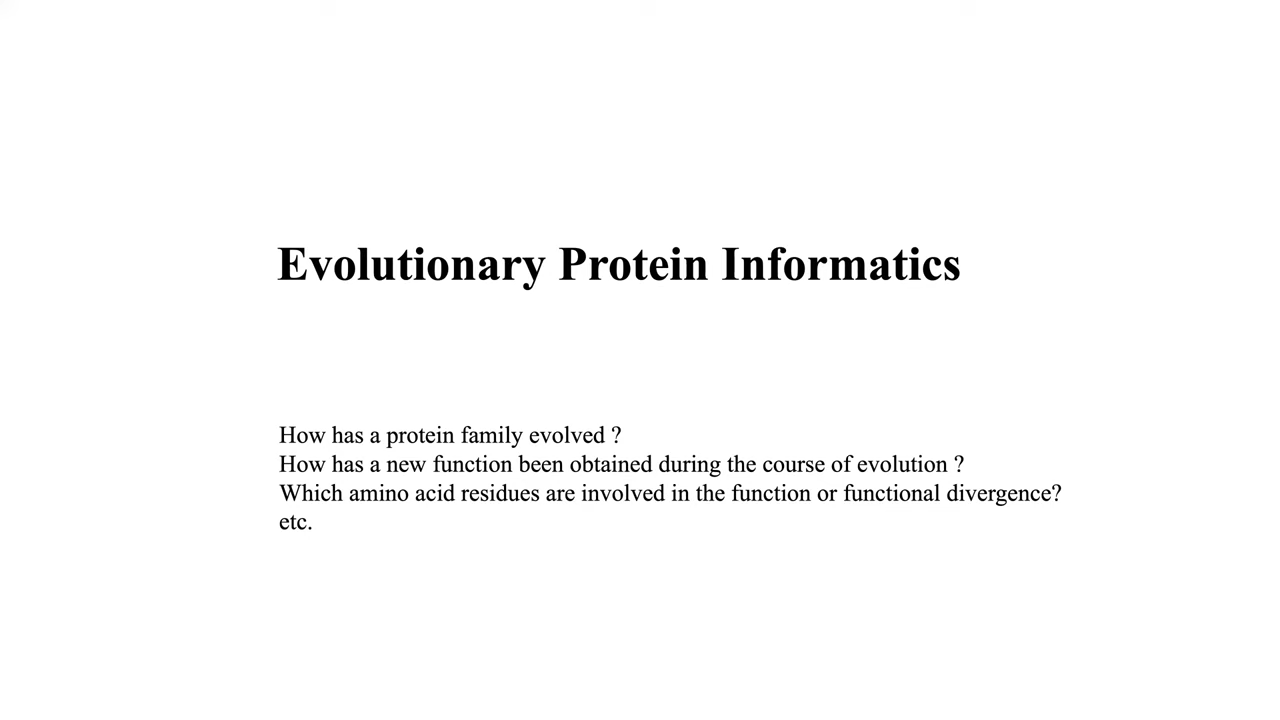 Evolutionary Protein Informatics
How has a protein family evolved ?
How has a new function been obtained during the course of evolution ?
Which amino acid residues are involved in the function or functional divergence?
etc.